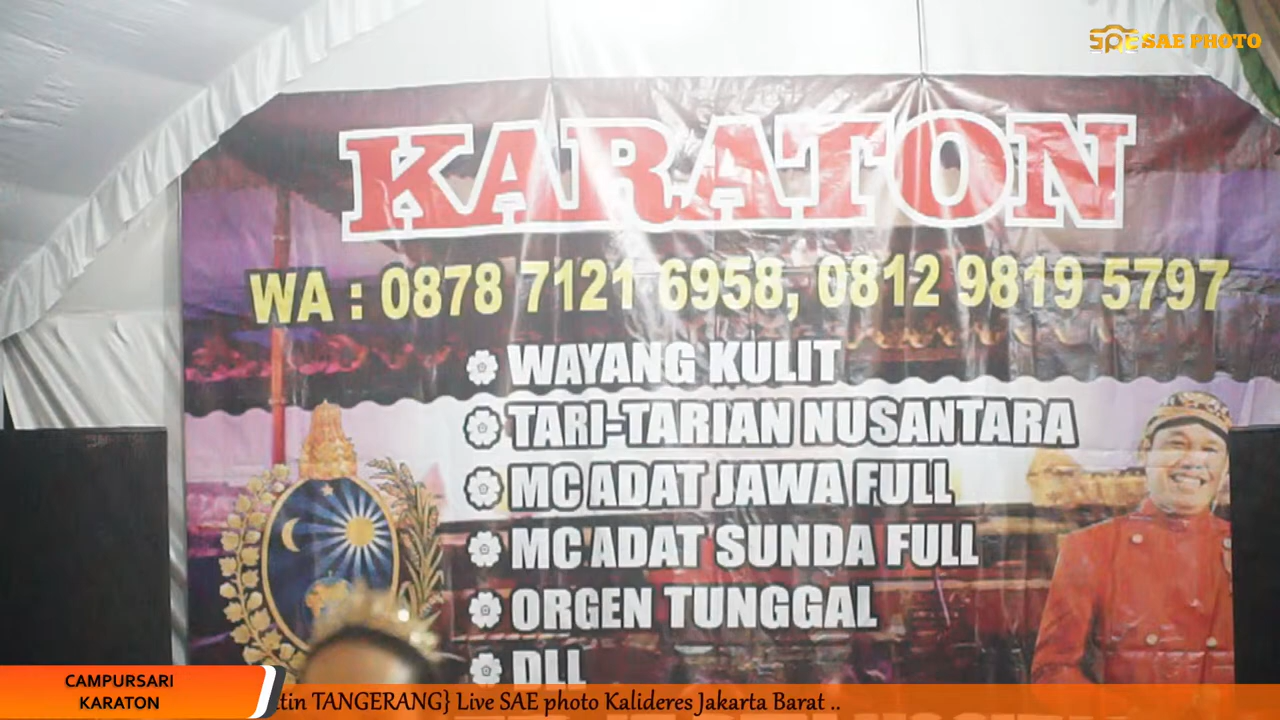 SPE SAE PHOTO
KARATON
WA : 0878 7121 6958, 0812 9819 5797
WAYANG KULIT
TARI-TARIAN NUSANTARA
MC ADAT JAWA FULL
MC ADAT SUNDA FULL
ORGEN TUNGGAL
DLL
CAMPURSARI
KARATON
TANGERANG} Live SAE photo Kalideres Jakarta Barat ..